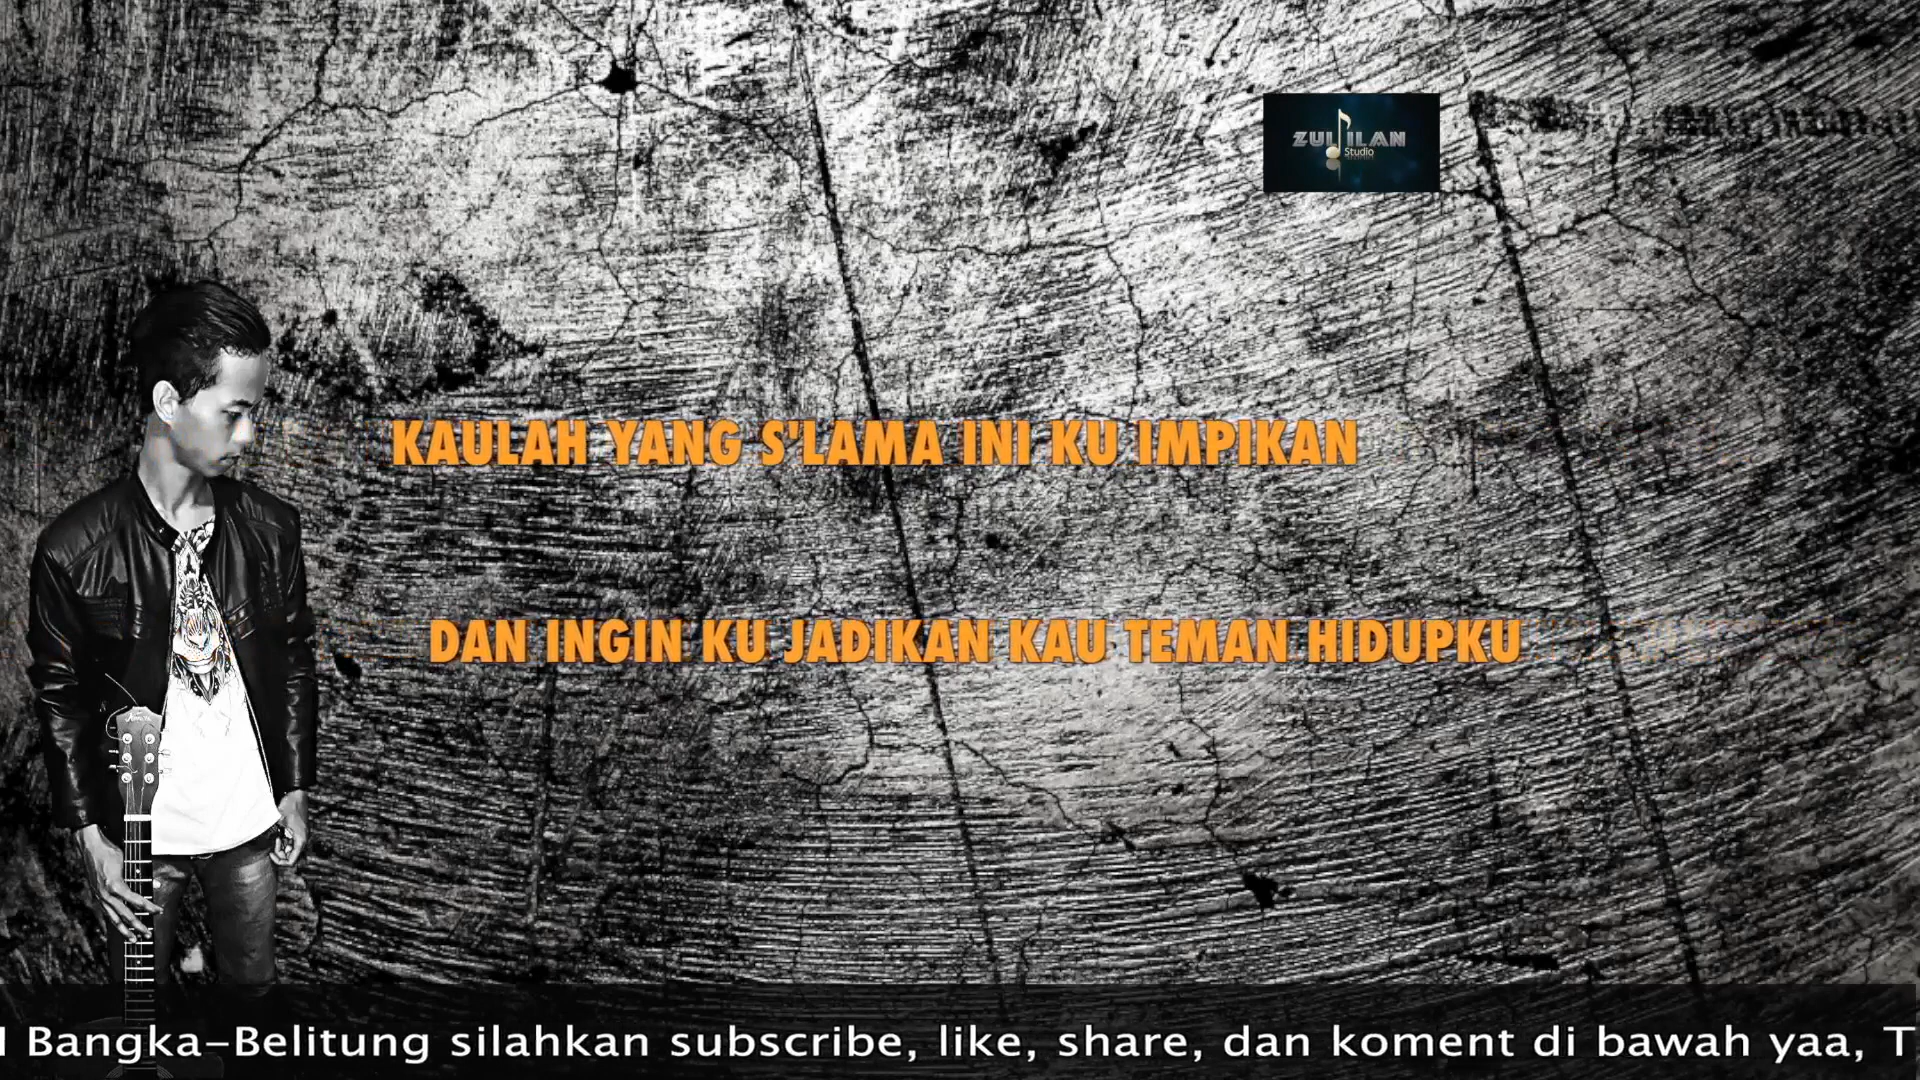 ZULFILAN
Studio
KAULAH YANG S'LAMA INI KU IMPIKAN
DAN INGIN KU JADIKAN KAU TEMAN HIDUPKU
Bangka-Belitung silahkan subscribe, like, share, dan koment di bawah yaa, T